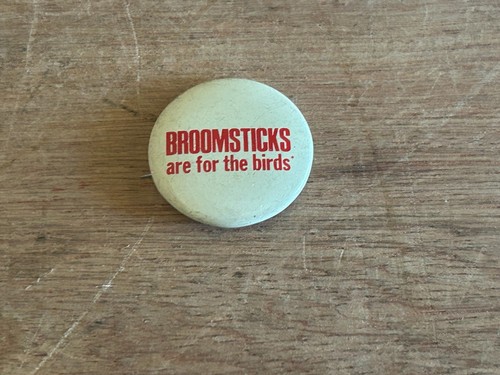 BROOMSTICKS
are for the birds*